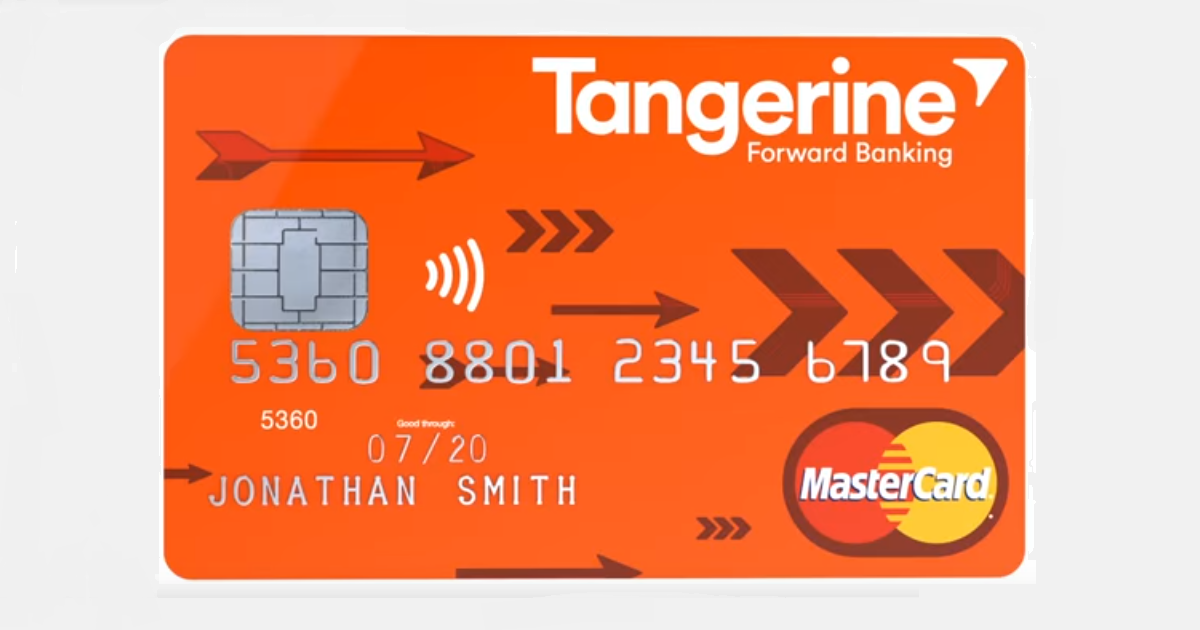 Tangerine
Forward Banking
5360 8801 2345 6789
5360
Good through:
07/20
JONATHAN SMITH
MasterCard